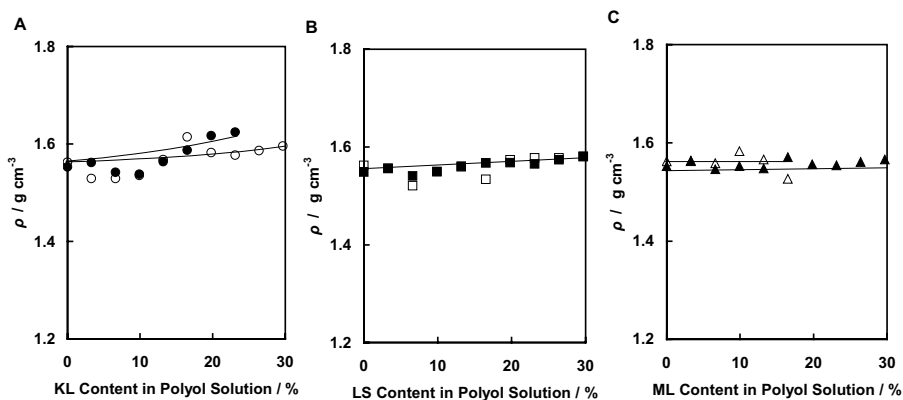 A
1.8
1.6
1.4
1.2
ρ / g cm⁻³
0 10 20 30
KL Content in Polyol Solution / %
B
1.8
1.6
1.4
1.2
ρ / g cm⁻³
0 10 20 30
LS Content in Polyol Solution / %
C
1.8
1.6
1.4
1.2
ρ / g cm⁻³
0 10 20 30
ML Content in Polyol Solution / %